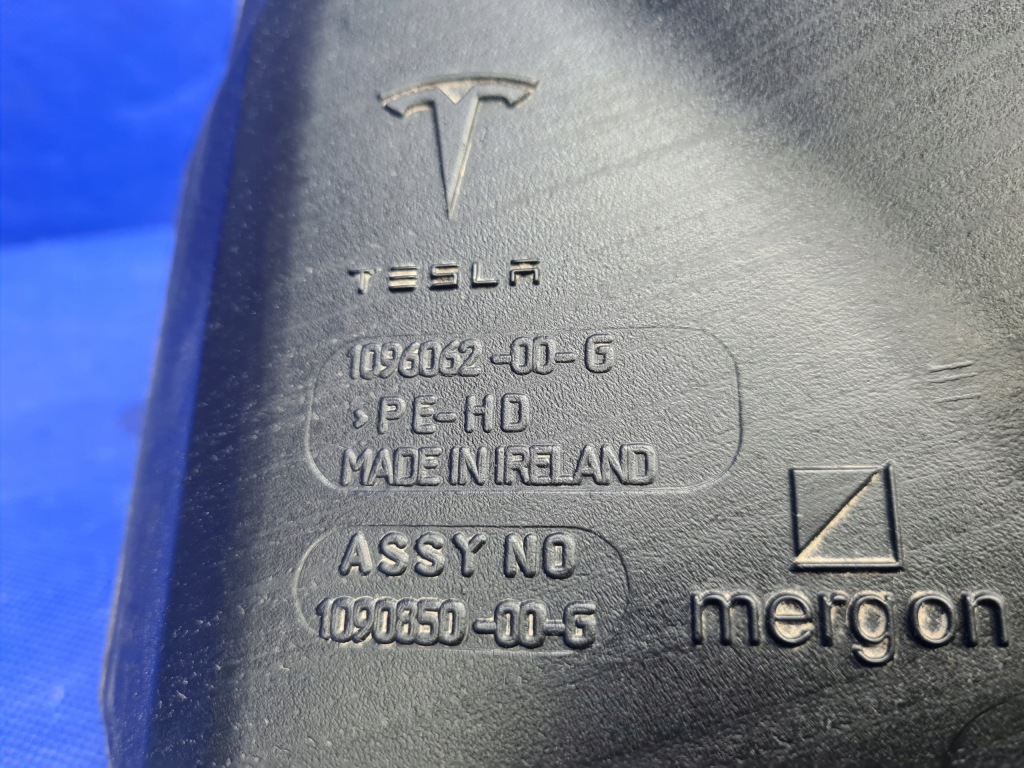 TESLA
1096062-00-G
>PE-HD
MADE IN IRELAND
ASSY NO
1090850-00-G
mergon